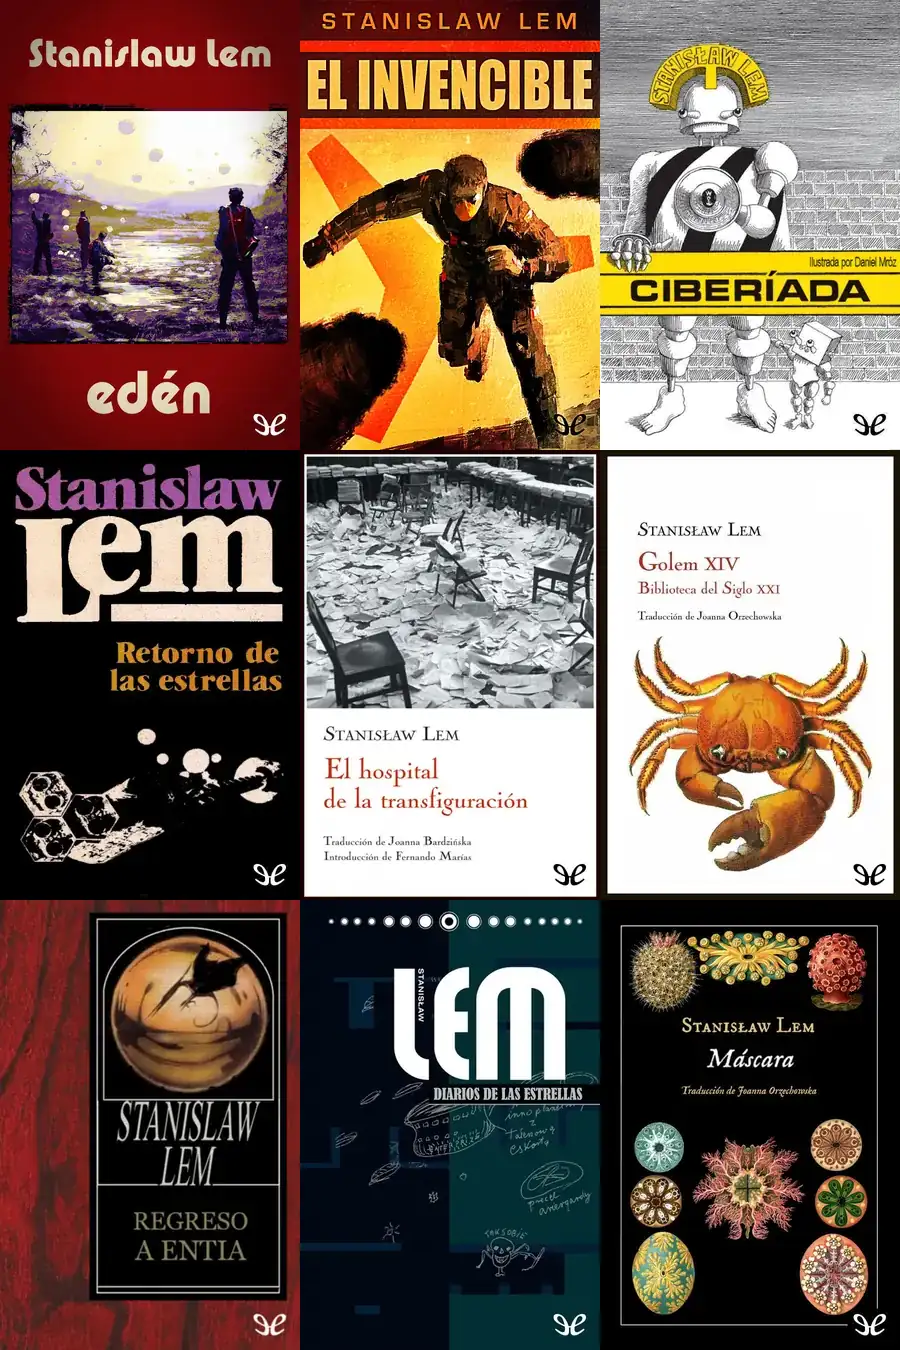 Stanislaw Lem
edén
STANISLAW LEM
EL INVENCIBLE
STANISŁAW LEM
Ilustrada por Daniel Mróz
CIBERÍADA
Stanislaw
Lem
Retorno de
las estrellas
STANISŁAW LEM
El hospital
de la transfiguración
Traducción de Joanna Bardzińska
Introducción de Fernando Marías
STANISŁAW LEM
Golem XIV
Biblioteca del Siglo XXI
Traducción de Joanna Orzechowska
STANISLAW
LEM
REGRESO
A ENTIA
STANISŁAW
LEM
DIARIOS DE LAS ESTRELLAS
STANISŁAW LEM
Máscara
Traducción de Joanna Orzechowska